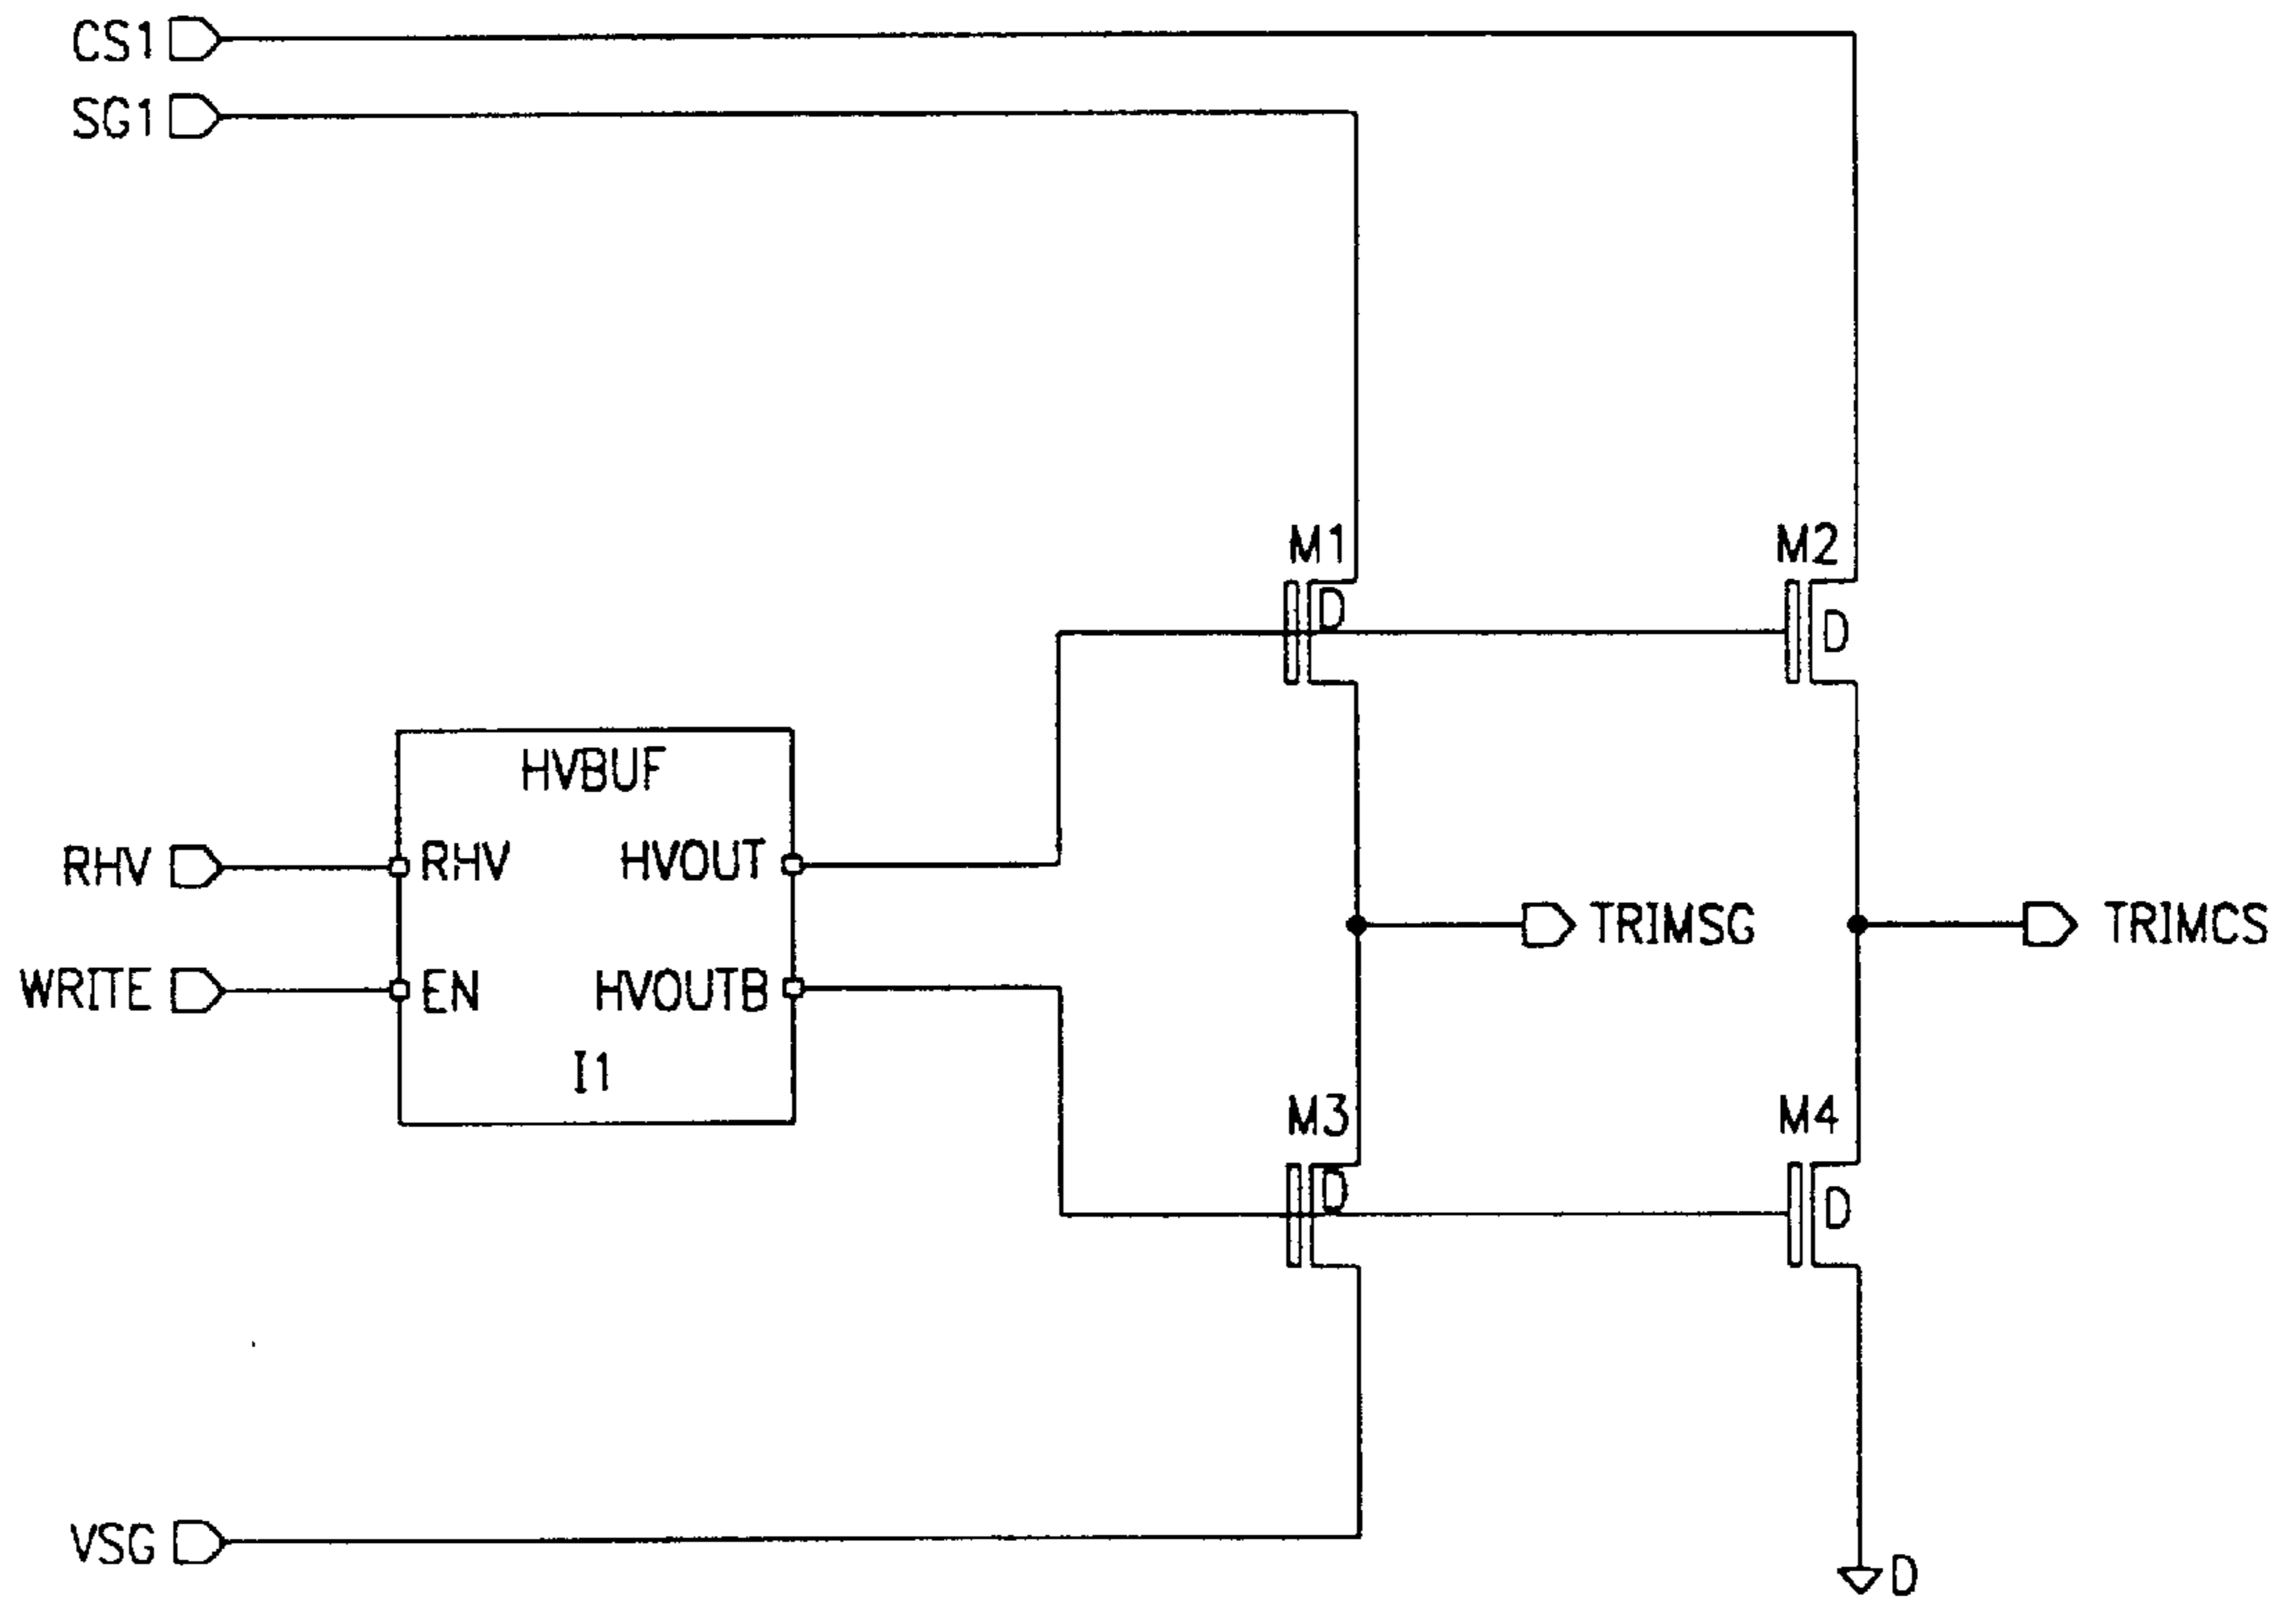 CS1
SG1
M1
M2
D
D
HVBUF
RHV
RHV
HVOUT
TRIMSG
TRIMCS
WRITE
EN
HVOUTB
I1
M3
M4
D
D
VSG
D